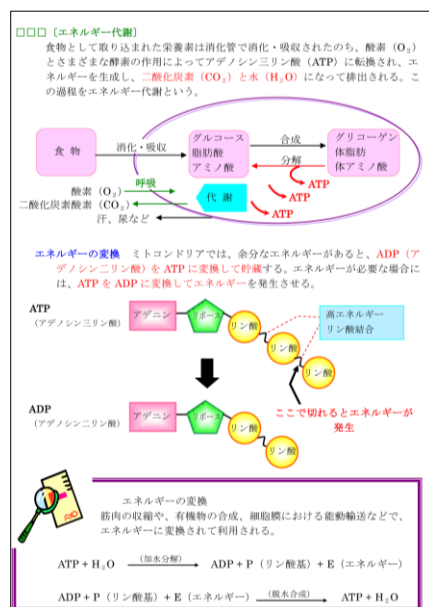 □□□〔エネルギー代謝〕
食物として取り込まれた栄養素は消化管で消化・吸収されたのち、酸素（O₂）
とさまざまな酵素の作用によってアデノシン三リン酸（ATP）に転換され、エ
ネルギーを生成し、二酸化炭素（CO₂）と水（H₂O）になって排出される。こ
の過程をエネルギー代謝という。
食 物
消化・吸収
グルコース
脂肪酸
アミノ酸
合成
分解
グリコーゲン
体脂肪
体アミノ酸
ATP
ATP
ATP
呼吸
代 謝
酸素（O₂）
二酸化炭素酸素（CO₂）
汗、尿など
エネルギーの変換　ミトコンドリアでは、余分なエネルギーがあると、ADP（ア
デノシン二リン酸）を ATP に変換して貯蔵する。エネルギーが必要な場合に
は、ATP を ADP に変換してエネルギーを発生させる。
ATP
（アデノシン三リン酸）
アデニン
リボース
リン酸
リン酸
リン酸
高エネルギー
リン酸結合
ここで切れるとエネルギーが
発生
ADP
（アデノシン二リン酸）
アデニン
リボース
リン酸
リン酸
エネルギーの変換
筋肉の収縮や、有機物の合成、細胞膜における能動輸送などで、
エネルギーに変換されて利用される。
ATP＋H₂O （加水分解） ADP＋P（リン酸基）＋E（エネルギー）
ADP＋P（リン酸基）＋E（エネルギー） （脱水合成） ATP＋H₂O